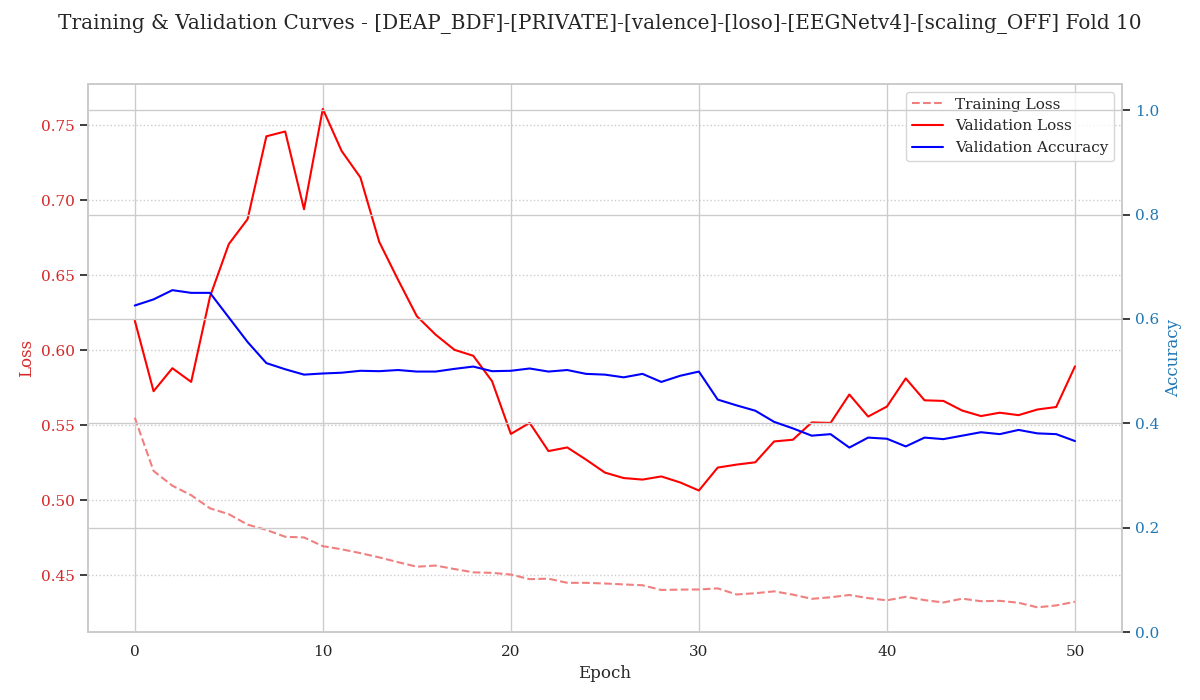 Training & Validation Curves - [DEAP_BDF]-[PRIVATE]-[valence]-[loso]-[EEGNetv4]-[scaling_OFF] Fold 10
Training Loss
Validation Loss
Validation Accuracy
Loss
0.75
0.70
0.65
0.60
0.55
0.50
0.45
1.0
0.8
0.6
0.4
0.2
0.0
Accuracy
0 10 20 30 40 50
Epoch